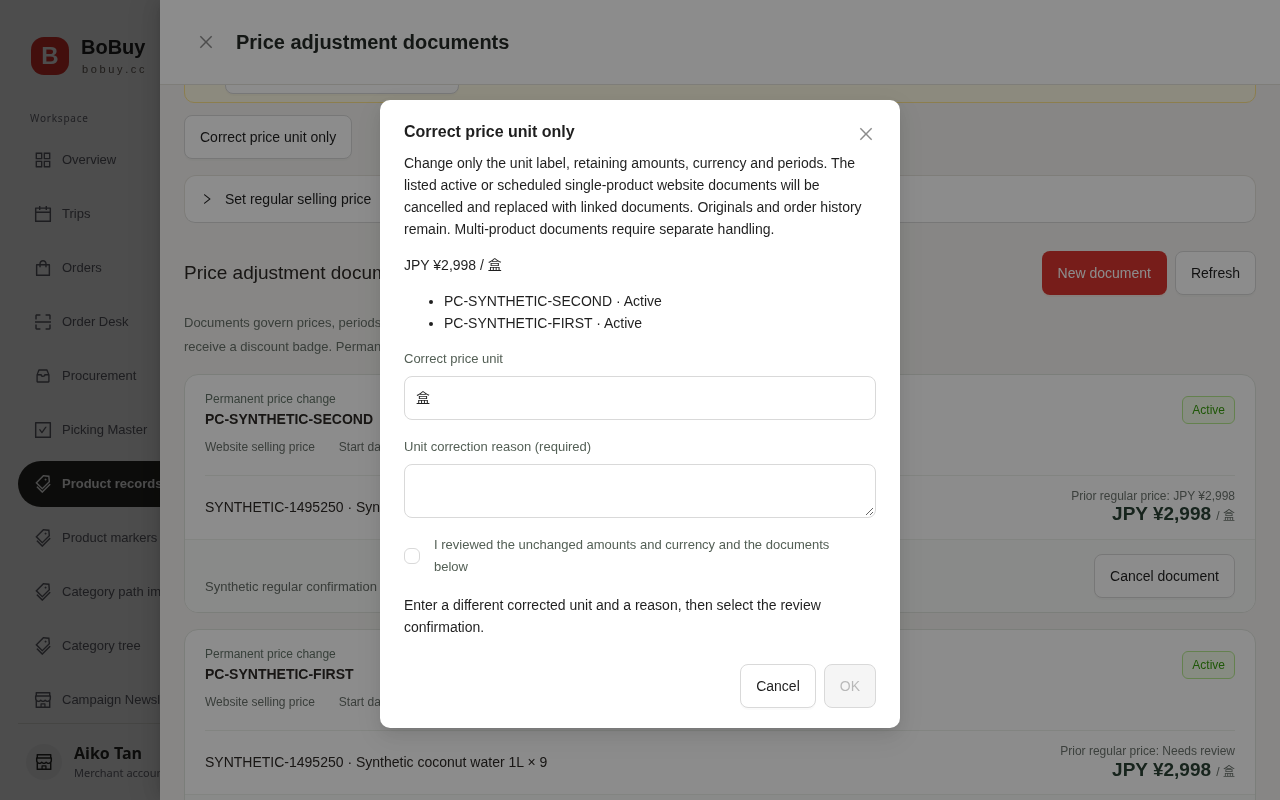 BoBuy
bobuy.cc
Workspace
Overview
Trips
Orders
Order Desk
Procurement
Picking Master
Product records
Product markers
Category path im
Category tree
Campaign Newsl
Aiko Tan
Merchant accour
Price adjustment documents
Correct price unit only
Set regular selling price
Price adjustment docum
New document
Refresh
Documents govern prices, periods
receive a discount badge. Perman
Permanent price change
PC-SYNTHETIC-SECOND
Website selling price Start da
Active
SYNTHETIC-1495250 · Syn
Prior regular price: JPY ¥2,998
JPY ¥2,998 / 盒
Synthetic regular confirmation
Cancel document
Permanent price change
PC-SYNTHETIC-FIRST
Website selling price Start da
Active
SYNTHETIC-1495250 · Synthetic coconut water 1L × 9
Prior regular price: Needs review
JPY ¥2,998 / 盒
Correct price unit only
Change only the unit label, retaining amounts, currency and periods. The
listed active or scheduled single-product website documents will be
cancelled and replaced with linked documents. Originals and order history
remain. Multi-product documents require separate handling.
JPY ¥2,998 / 盒
• PC-SYNTHETIC-SECOND · Active
• PC-SYNTHETIC-FIRST · Active
Correct price unit
盒
Unit correction reason (required)
I reviewed the unchanged amounts and currency and the documents
below
Enter a different corrected unit and a reason, then select the review
confirmation.
Cancel
OK